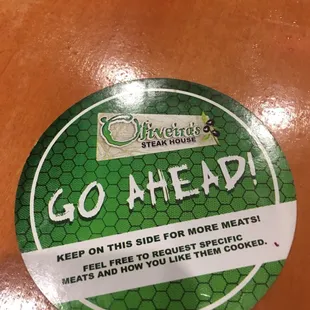 Oliveira's
STEAK HOUSE
GO AHEAD!
KEEP ON THIS SIDE FOR MORE MEATS!
FEEL FREE TO REQUEST SPECIFIC
MEATS AND HOW YOU LIKE THEM COOKED.